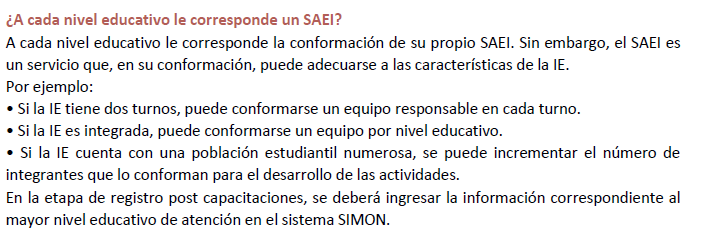 ¿A cada nivel educativo le corresponde un SAEI?
A cada nivel educativo le corresponde la conformación de su propio SAEI. Sin embargo, el SAEI es
un servicio que, en su conformación, puede adecuarse a las características de la IE.
Por ejemplo:
• Si la IE tiene dos turnos, puede conformarse un equipo responsable en cada turno.
• Si la IE es integrada, puede conformarse un equipo por nivel educativo.
• Si la IE cuenta con una población estudiantil numerosa, se puede incrementar el número de
integrantes que lo conforman para el desarrollo de las actividades.
En la etapa de registro post capacitaciones, se deberá ingresar la información correspondiente al
mayor nivel educativo de atención en el sistema SIMON.